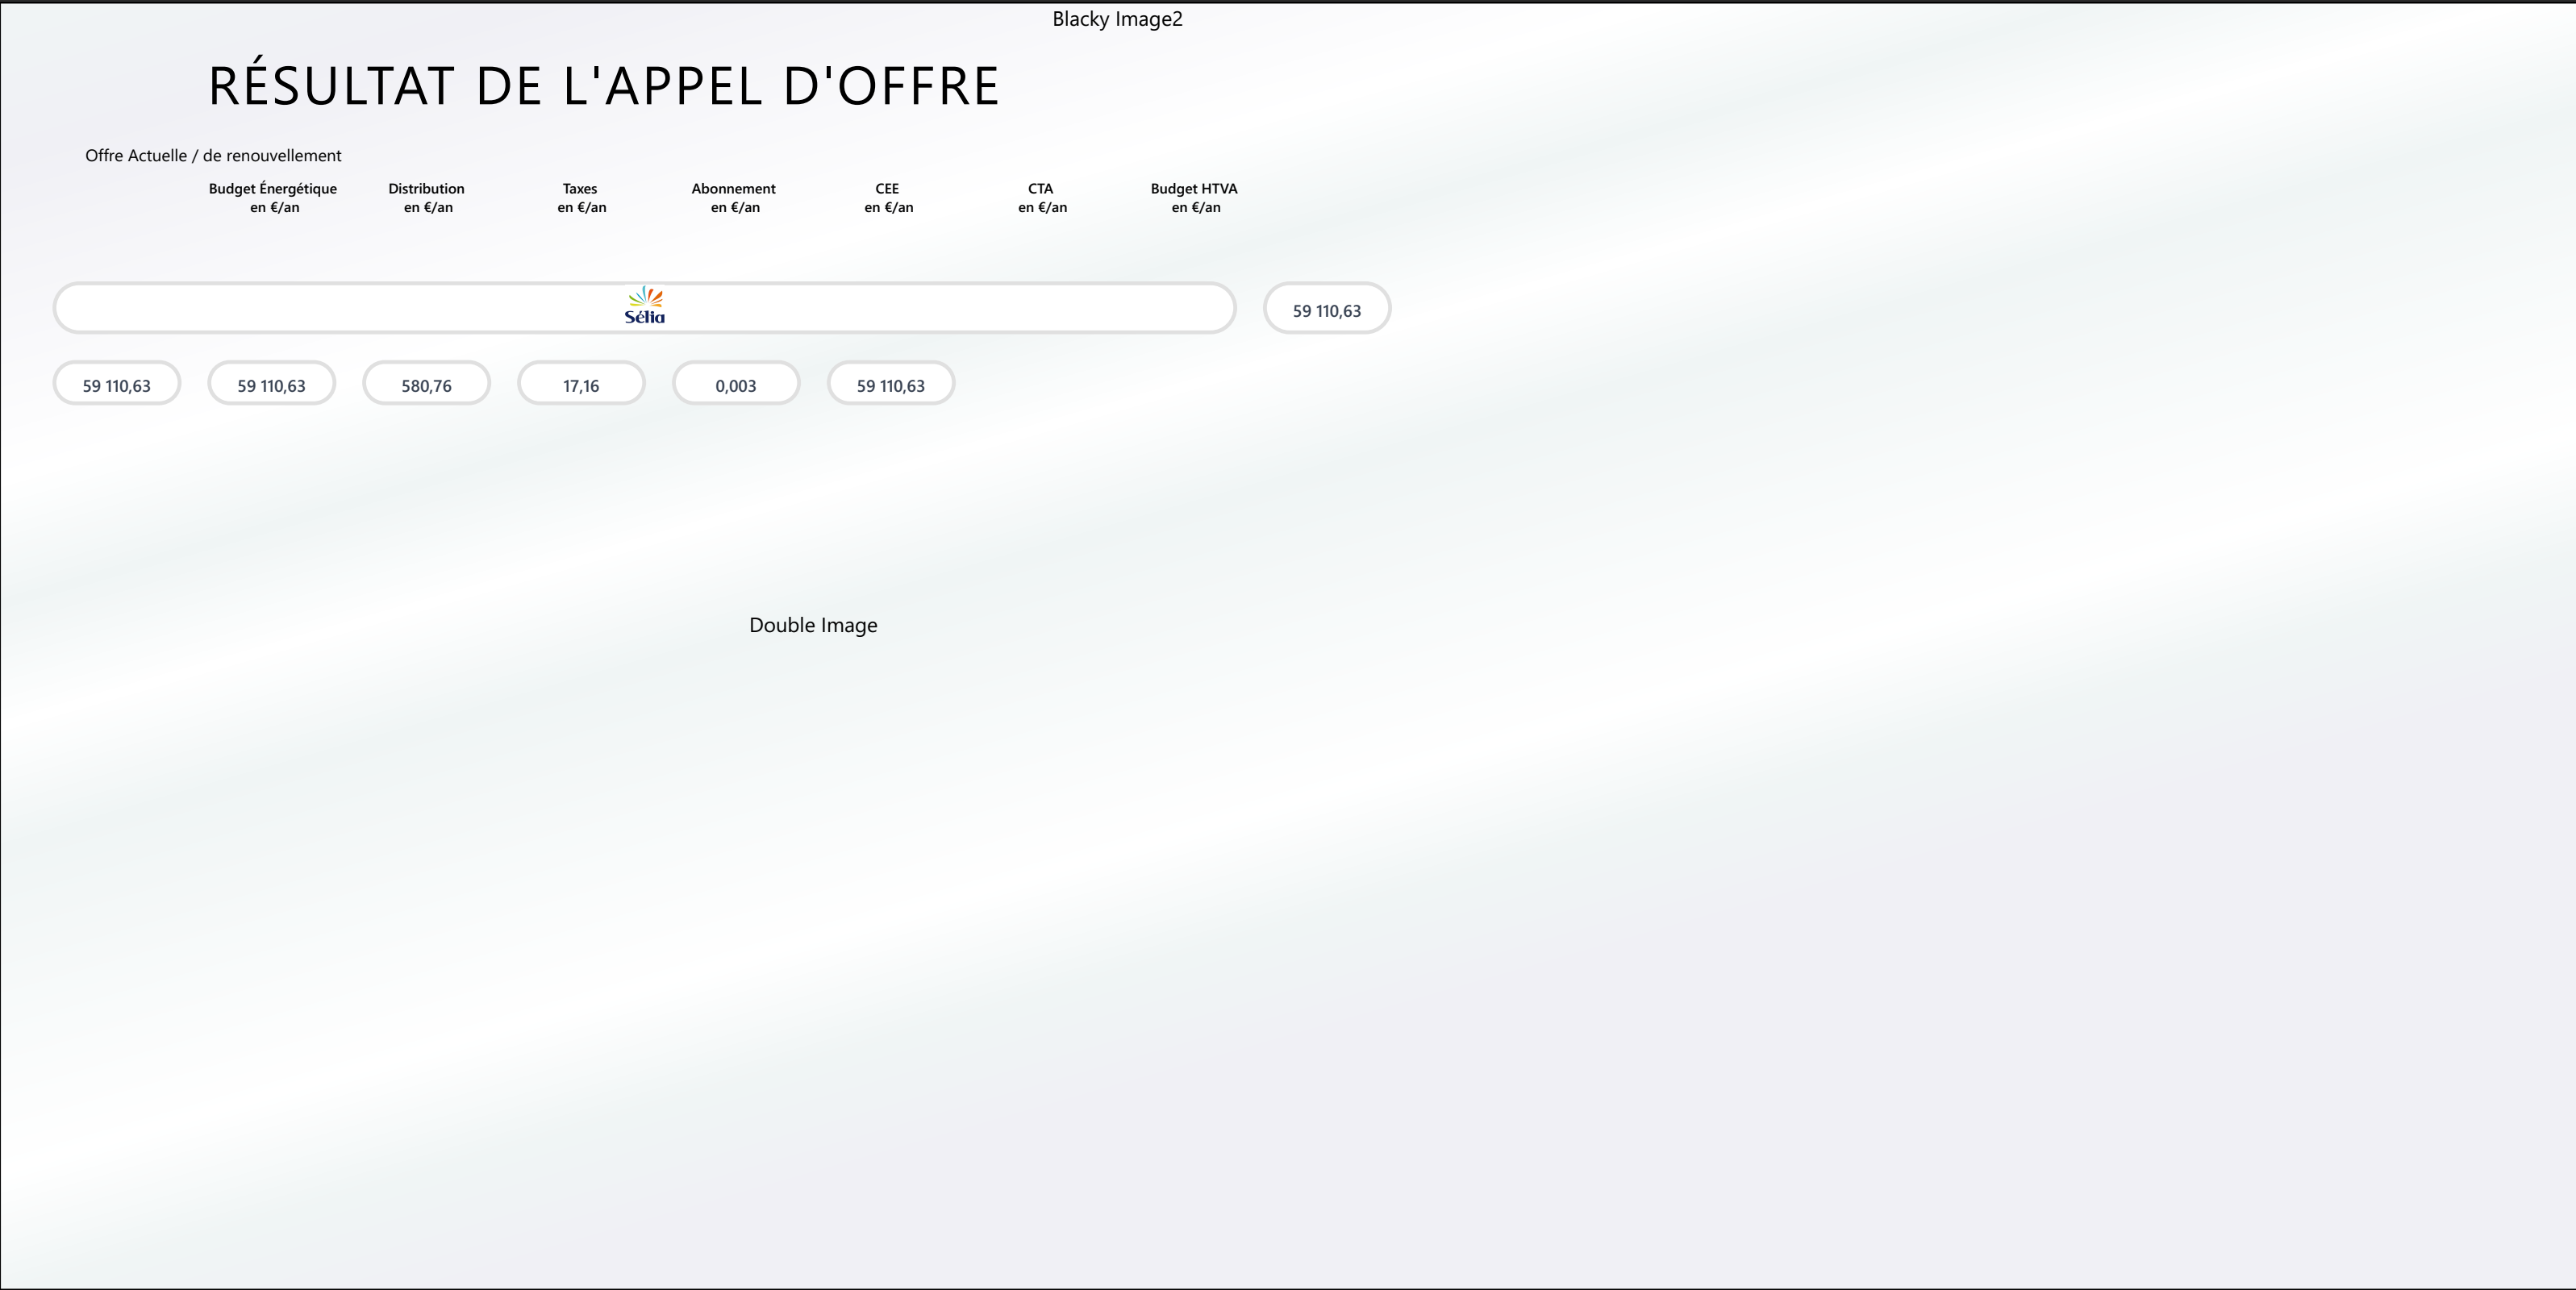 Blacky Image2
RÉSULTAT DE L'APPEL D'OFFRE
Offre Actuelle / de renouvellement
Budget Énergétique Distribution Taxes Abonnement CEE CTA Budget HTVA
en €/an en €/an en €/an en €/an en €/an en €/an en €/an
Sélia 59 110,63
59 110,63 59 110,63 580,76 17,16 0,003 59 110,63
Double Image